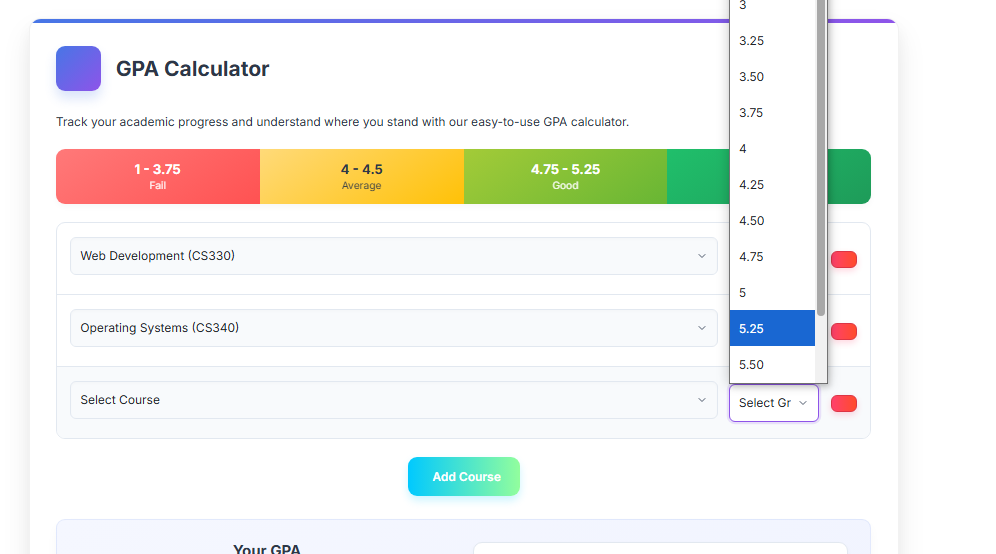 GPA Calculator
Track your academic progress and understand where you stand with our easy-to-use GPA calculator.
1 - 3.75
Fail
4 - 4.5
Average
4.75 - 5.25
Good
Web Development (CS330)
Operating Systems (CS340)
Select Course
3
3.25
3.50
3.75
4
4.25
4.50
4.75
5
5.25
5.50
Select Gr
Add Course
Your GPA